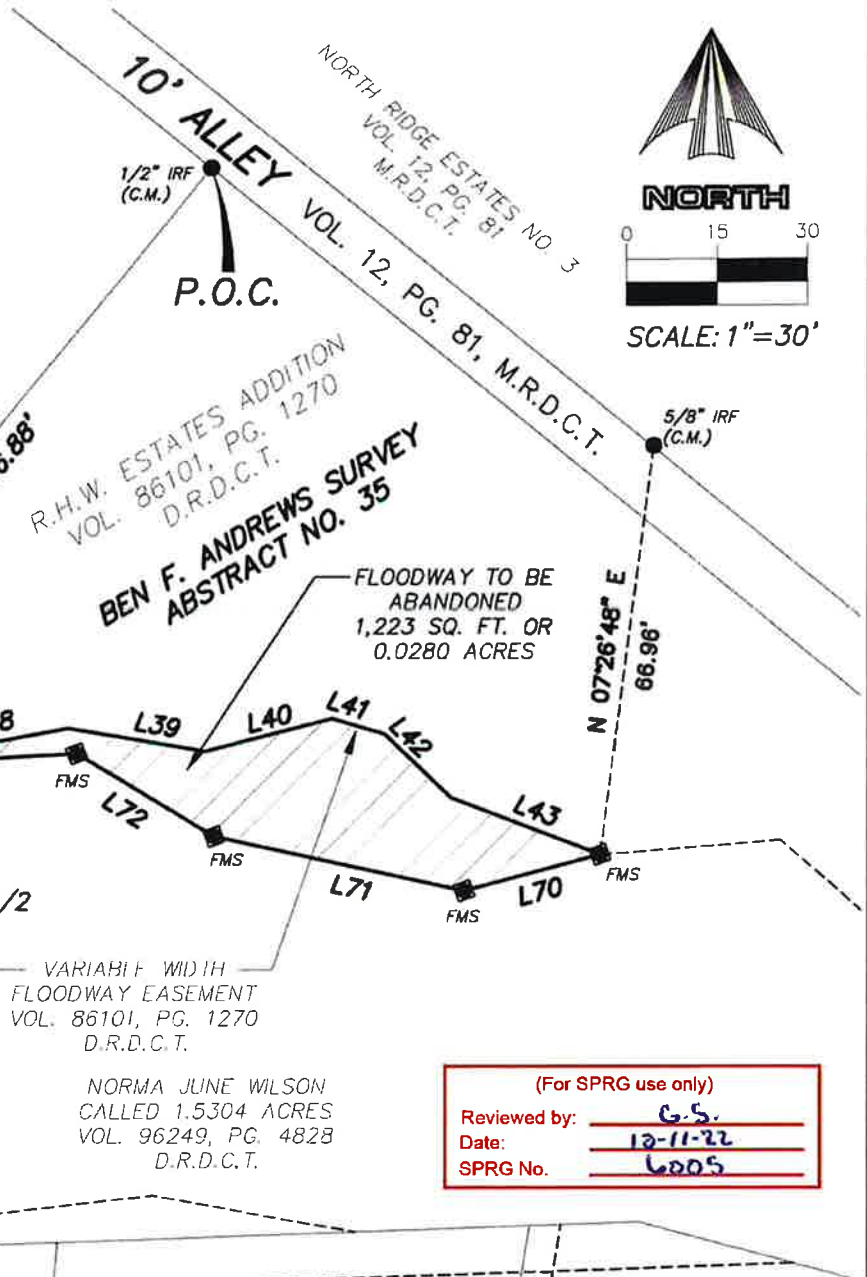 10' ALLEY VOL. 12, PG. 81, M.R.D.C.T.
NORTH RIDGE ESTATES NO. 3
VOL. 12, PG. 81
M.R.D.C.T.
NORTH
0 15 30
SCALE: 1"=30'
1/2" IRF
(C.M.)
P.O.C.
5/8" IRF
(C.M.)
6.88'
R.H.W. ESTATES ADDITION
VOL. 86101, PG. 1270
D.R.D.C.T.
BEN F. ANDREWS SURVEY
ABSTRACT NO. 35
FLOODWAY TO BE
ABANDONED
1,223 SQ. FT. OR
0.0280 ACRES
N 07°26'48" E
66.96'
8
L39
L40
L41
L42
L43
FMS
L72
FMS
L71
FMS
L70
FMS
/2
VARIABLE WIDTH
FLOODWAY EASEMENT
VOL. 86101, PG. 1270
D.R.D.C.T.
NORMA JUNE WILSON
CALLED 1.5304 ACRES
VOL. 96249, PG. 4828
D.R.D.C.T.
(For SPRG use only)
Reviewed by: G.S.
Date: 10-11-22
SPRG No. 6005